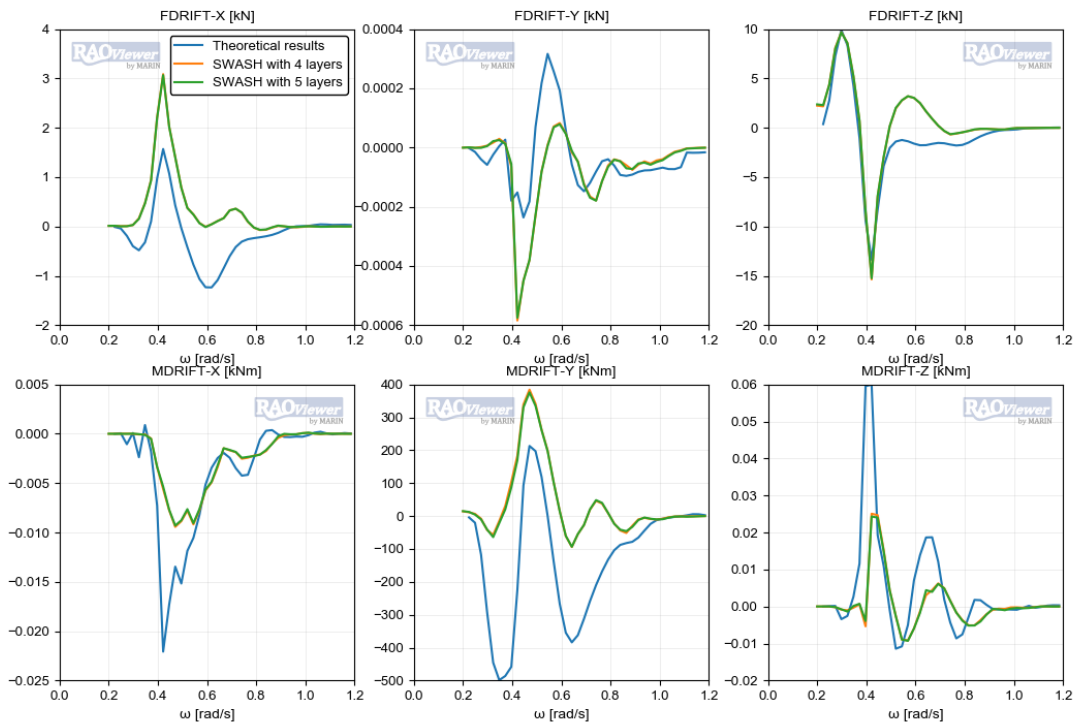 FDRIFT-X [kN]
FDRIFT-Y [kN]
FDRIFT-Z [kN]
RAOViewer
by MARIN
Theoretical results
SWASH with 4 layers
SWASH with 5 layers
4
3
2
1
0
−1
−2
0.0 0.2 0.4 0.6 0.8 1.0 1.2
ω [rad/s]
RAOViewer
by MARIN
0.0004
0.0002
0.0000
−0.0002
−0.0004
0.0006
0.0 0.2 0.4 0.6 0.8 1.0 1.2
ω [rad/s]
RAOViewer
by MARIN
10
5
0
−5
−10
−15
−20
0.0 0.2 0.4 0.6 0.8 1.0 1.2
ω [rad/s]
MDRIFT-X [kNm]
MDRIFT-Y [kNm]
MDRIFT-Z [kNm]
RAOViewer
by MARIN
0.005
0.000
−0.005
−0.010
−0.015
−0.020
−0.025
0.0 0.2 0.4 0.6 0.8 1.0 1.2
ω [rad/s]
RAOViewer
by MARIN
400
300
200
100
0
−100
−200
−300
−400
−500
0.0 0.2 0.4 0.6 0.8 1.0 1.2
ω [rad/s]
RAOViewer
by MARIN
0.06
0.05
0.04
0.03
0.02
0.01
0.00
−0.01
−0.02
0.0 0.2 0.4 0.6 0.8 1.0 1.2
ω [rad/s]